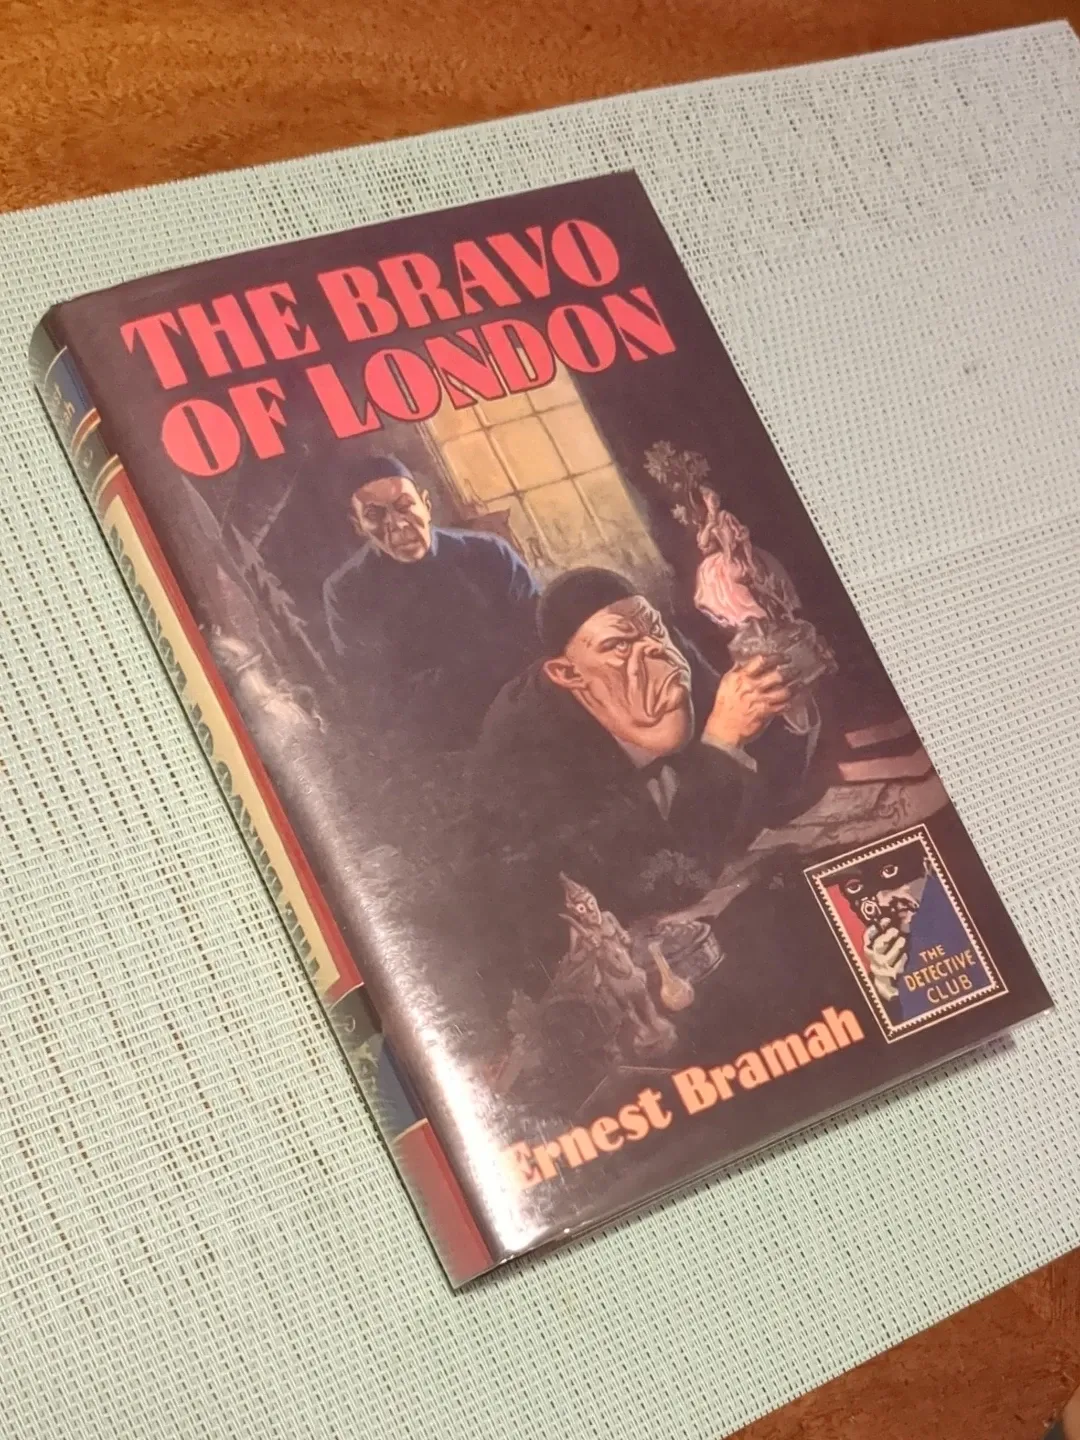 THE BRAVO
OF LONDON
THE
DETECTIVE
CLUB
Ernest Bramah